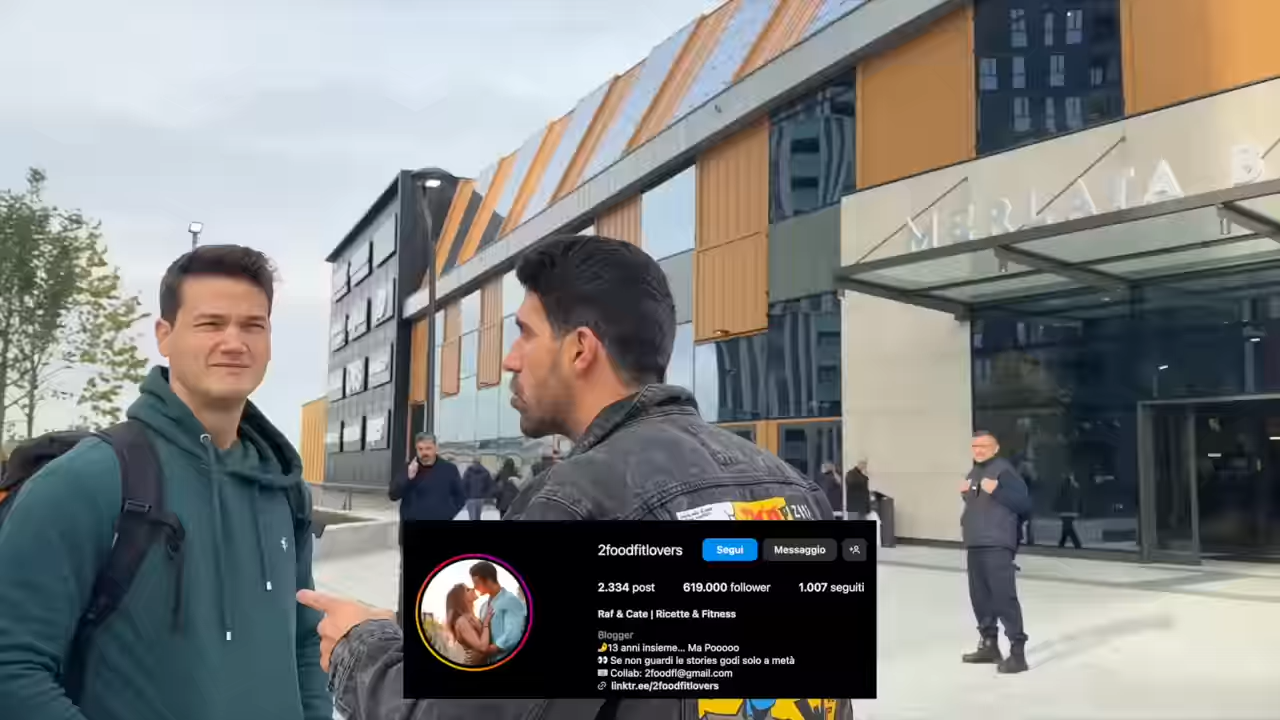 MERLATA B
2foodfitlovers Segui Messaggio
2.334 post 619.000 follower 1.007 seguiti
Raf & Cate | Ricette & Fitness
Blogger
🤌13 anni insieme... Ma Pooooo
👀 Se non guardi le stories godi solo a metà
📧 Collab: 2foodfl@gmail.com
linktr.ee/2foodfitlovers